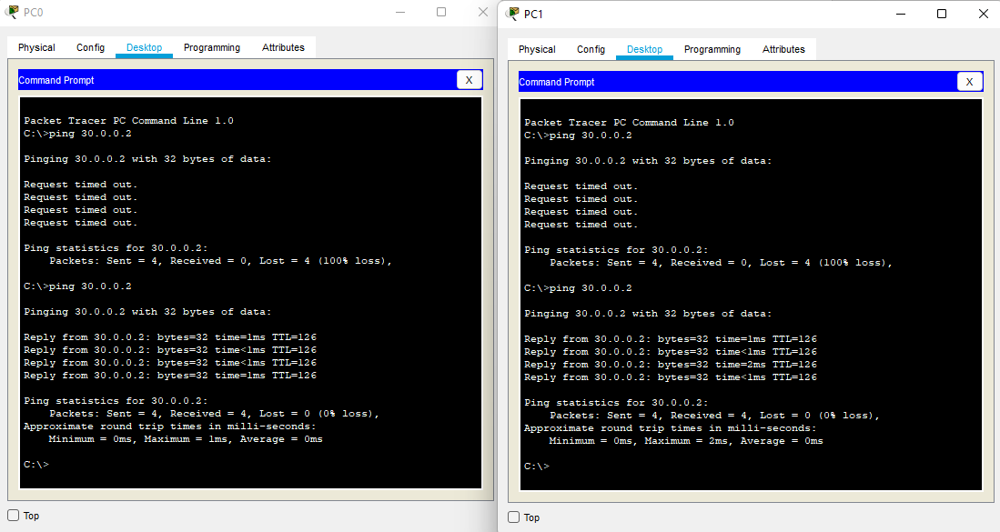 PC0
Physical Config Desktop Programming Attributes
Command Prompt X
Packet Tracer PC Command Line 1.0
C:\>ping 30.0.0.2
Pinging 30.0.0.2 with 32 bytes of data:
Request timed out.
Request timed out.
Request timed out.
Request timed out.
Ping statistics for 30.0.0.2:
Packets: Sent = 4, Received = 0, Lost = 4 (100% loss),
C:\>ping 30.0.0.2
Pinging 30.0.0.2 with 32 bytes of data:
Reply from 30.0.0.2: bytes=32 time=1ms TTL=126
Reply from 30.0.0.2: bytes=32 time<1ms TTL=126
Reply from 30.0.0.2: bytes=32 time<1ms TTL=126
Reply from 30.0.0.2: bytes=32 time=1ms TTL=126
Ping statistics for 30.0.0.2:
Packets: Sent = 4, Received = 4, Lost = 0 (0% loss),
Approximate round trip times in milli-seconds:
Minimum = 0ms, Maximum = 1ms, Average = 0ms
C:\>
Top
PC1
Physical Config Desktop Programming Attributes
Command Prompt X
Packet Tracer PC Command Line 1.0
C:\>ping 30.0.0.2
Pinging 30.0.0.2 with 32 bytes of data:
Request timed out.
Request timed out.
Request timed out.
Request timed out.
Ping statistics for 30.0.0.2:
Packets: Sent = 4, Received = 0, Lost = 4 (100% loss),
C:\>ping 30.0.0.2
Pinging 30.0.0.2 with 32 bytes of data:
Reply from 30.0.0.2: bytes=32 time=1ms TTL=126
Reply from 30.0.0.2: bytes=32 time<1ms TTL=126
Reply from 30.0.0.2: bytes=32 time=2ms TTL=126
Reply from 30.0.0.2: bytes=32 time<1ms TTL=126
Ping statistics for 30.0.0.2:
Packets: Sent = 4, Received = 4, Lost = 0 (0% loss),
Approximate round trip times in milli-seconds:
Minimum = 0ms, Maximum = 2ms, Average = 0ms
C:\>
Top